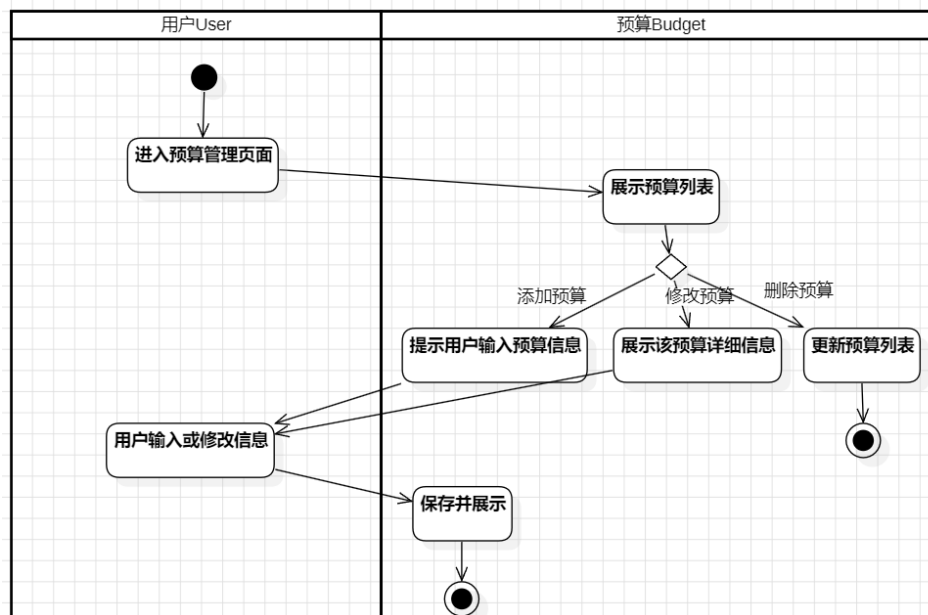 用户User
预算Budget
进入预算管理页面
展示预算列表
添加预算
修改预算
删除预算
提示用户输入预算信息
展示该预算详细信息
更新预算列表
用户输入或修改信息
保存并展示